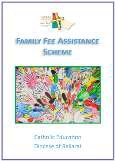 FAMILY FEE ASSISTANCE
SCHEME
Catholic Education
Diocese of Ballarat